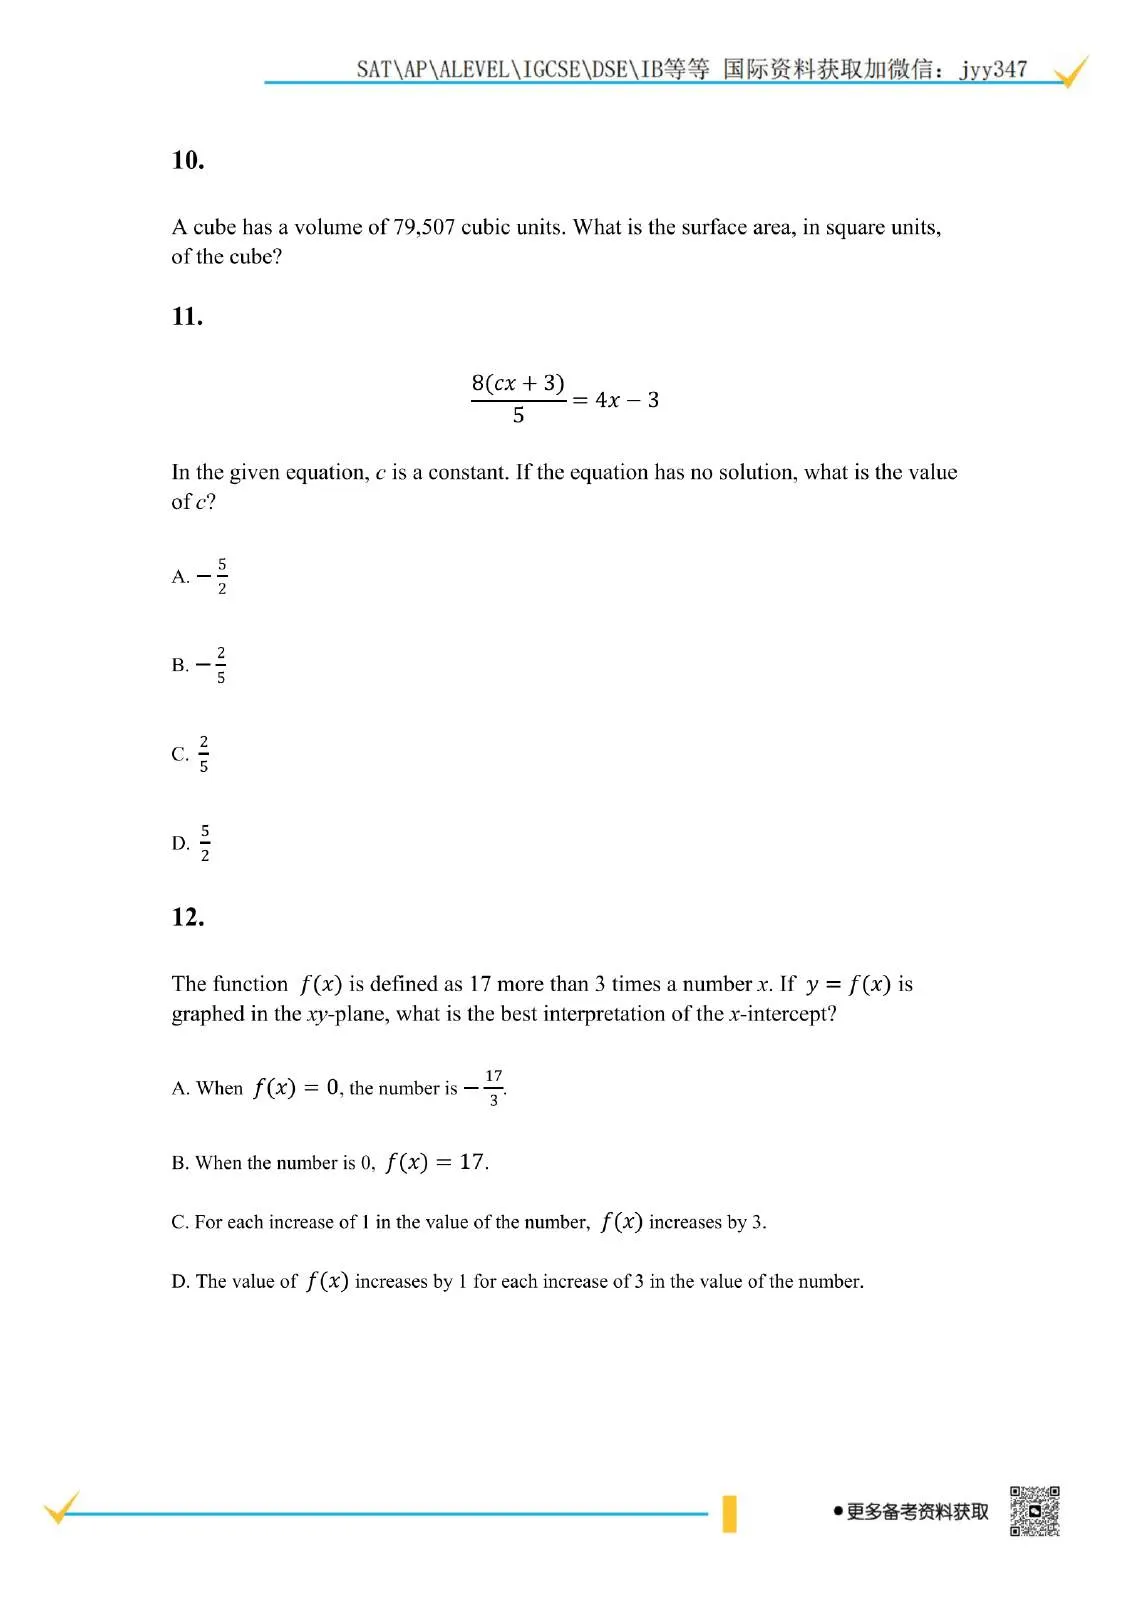 SAT\AP\ALEVEL\IGCSE\DSE\IB等等 国际资料获取加微信：jyy347
10.
A cube has a volume of 79,507 cubic units. What is the surface area, in square units,
of the cube?
11.
8(cx + 3)
5
= 4x − 3
In the given equation, c is a constant. If the equation has no solution, what is the value
of c?
A. −5/2
B. −2/5
C. 2/5
D. 5/2
12.
The function f(x) is defined as 17 more than 3 times a number x. If y = f(x) is
graphed in the xy-plane, what is the best interpretation of the x-intercept?
A. When f(x) = 0, the number is −17/3.
B. When the number is 0, f(x) = 17.
C. For each increase of 1 in the value of the number, f(x) increases by 3.
D. The value of f(x) increases by 1 for each increase of 3 in the value of the number.
●更多备考资料获取